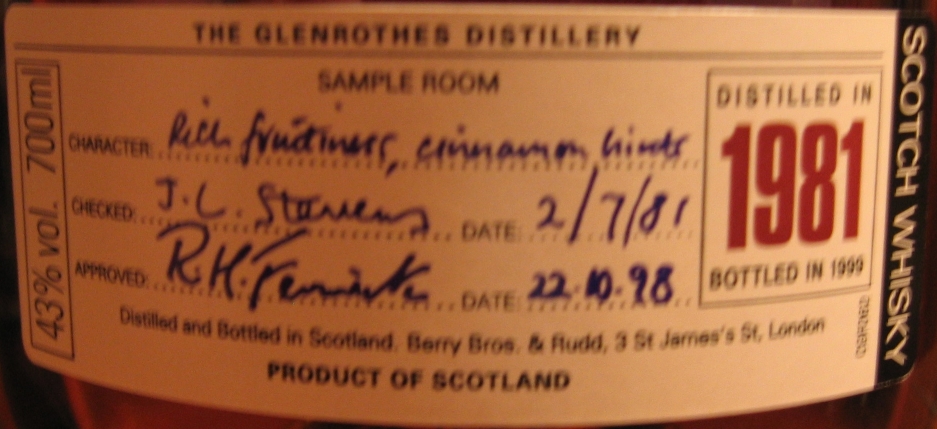 THE GLENROTHES DISTILLERY
SAMPLE ROOM
CHARACTER: Rich fruitiness, cinnamon hints
CHECKED: J.L. Stevens DATE: 2/7/81
APPROVED: R.H. Fenwick DATE: 22.10.98
Distilled and Bottled in Scotland. Berry Bros. & Rudd, 3 St James's St, London
PRODUCT OF SCOTLAND
43% vol. 700ml
DISTILLED IN
1981
BOTTLED IN 1999
SCOTCH WHISKY